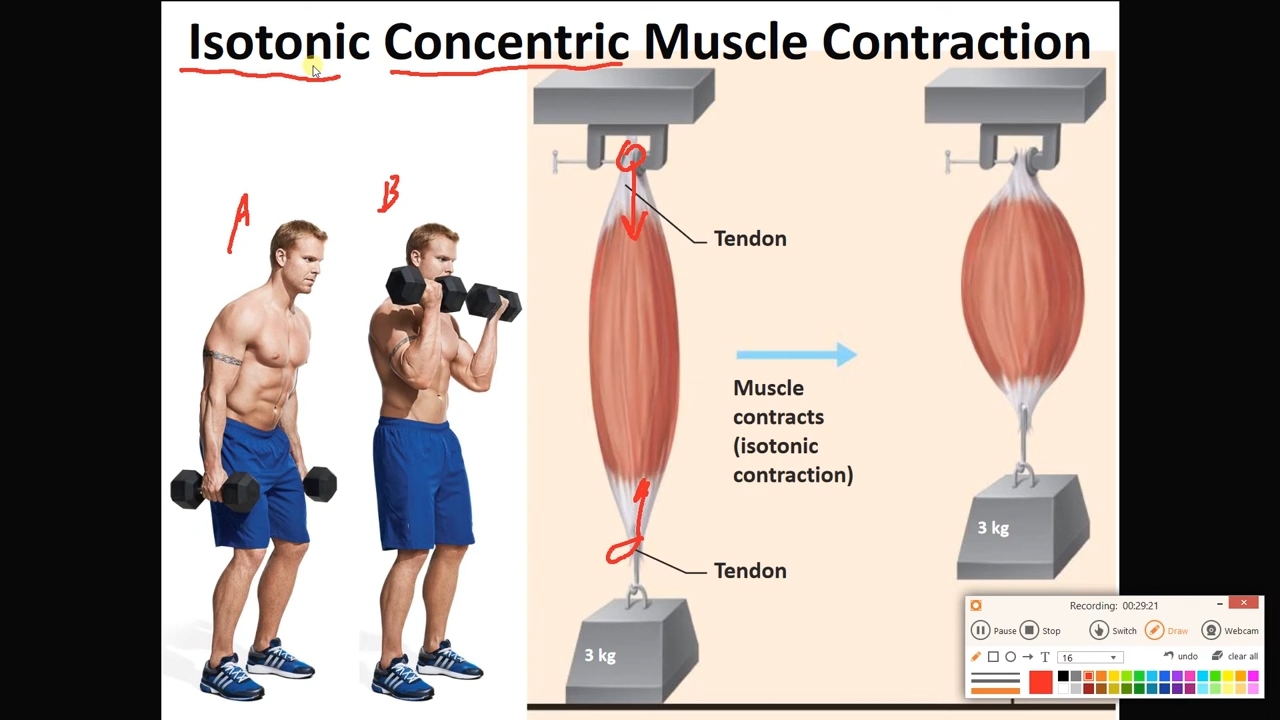 Isotonic Concentric Muscle Contraction
A
B
Tendon
Muscle
contracts
(isotonic
contraction)
Tendon
3 kg
3 kg
Recording: 00:29:21
Pause Stop Switch Draw Webcam
T 16 undo clear all